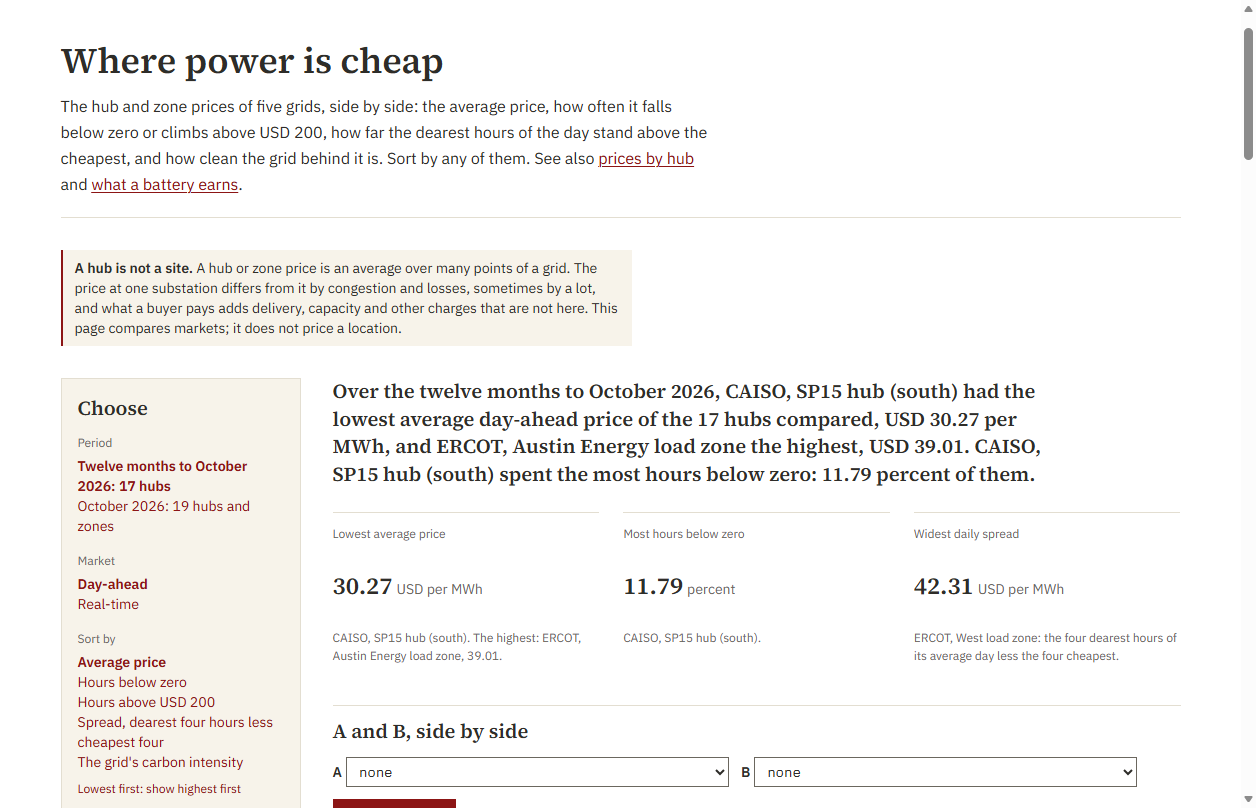 Where power is cheap
The hub and zone prices of five grids, side by side: the average price, how often it falls
below zero or climbs above USD 200, how far the dearest hours of the day stand above the
cheapest, and how clean the grid behind it is. Sort by any of them. See also prices by hub
and what a battery earns.
A hub is not a site. A hub or zone price is an average over many points of a grid. The
price at one substation differs from it by congestion and losses, sometimes by a lot,
and what a buyer pays adds delivery, capacity and other charges that are not here. This
page compares markets; it does not price a location.
Choose
Period
Twelve months to October
2026: 17 hubs
October 2026: 19 hubs and
zones
Market
Day-ahead
Real-time
Sort by
Average price
Hours below zero
Hours above USD 200
Spread, dearest four hours less
cheapest four
The grid's carbon intensity
Lowest first: show highest first
Over the twelve months to October 2026, CAISO, SP15 hub (south) had the
lowest average day-ahead price of the 17 hubs compared, USD 30.27 per
MWh, and ERCOT, Austin Energy load zone the highest, USD 39.01. CAISO,
SP15 hub (south) spent the most hours below zero: 11.79 percent of them.
Lowest average price
30.27 USD per MWh
CAISO, SP15 hub (south). The highest: ERCOT,
Austin Energy load zone, 39.01.
Most hours below zero
11.79 percent
CAISO, SP15 hub (south).
Widest daily spread
42.31 USD per MWh
ERCOT, West load zone: the four dearest hours of
its average day less the four cheapest.
A and B, side by side
A none B none